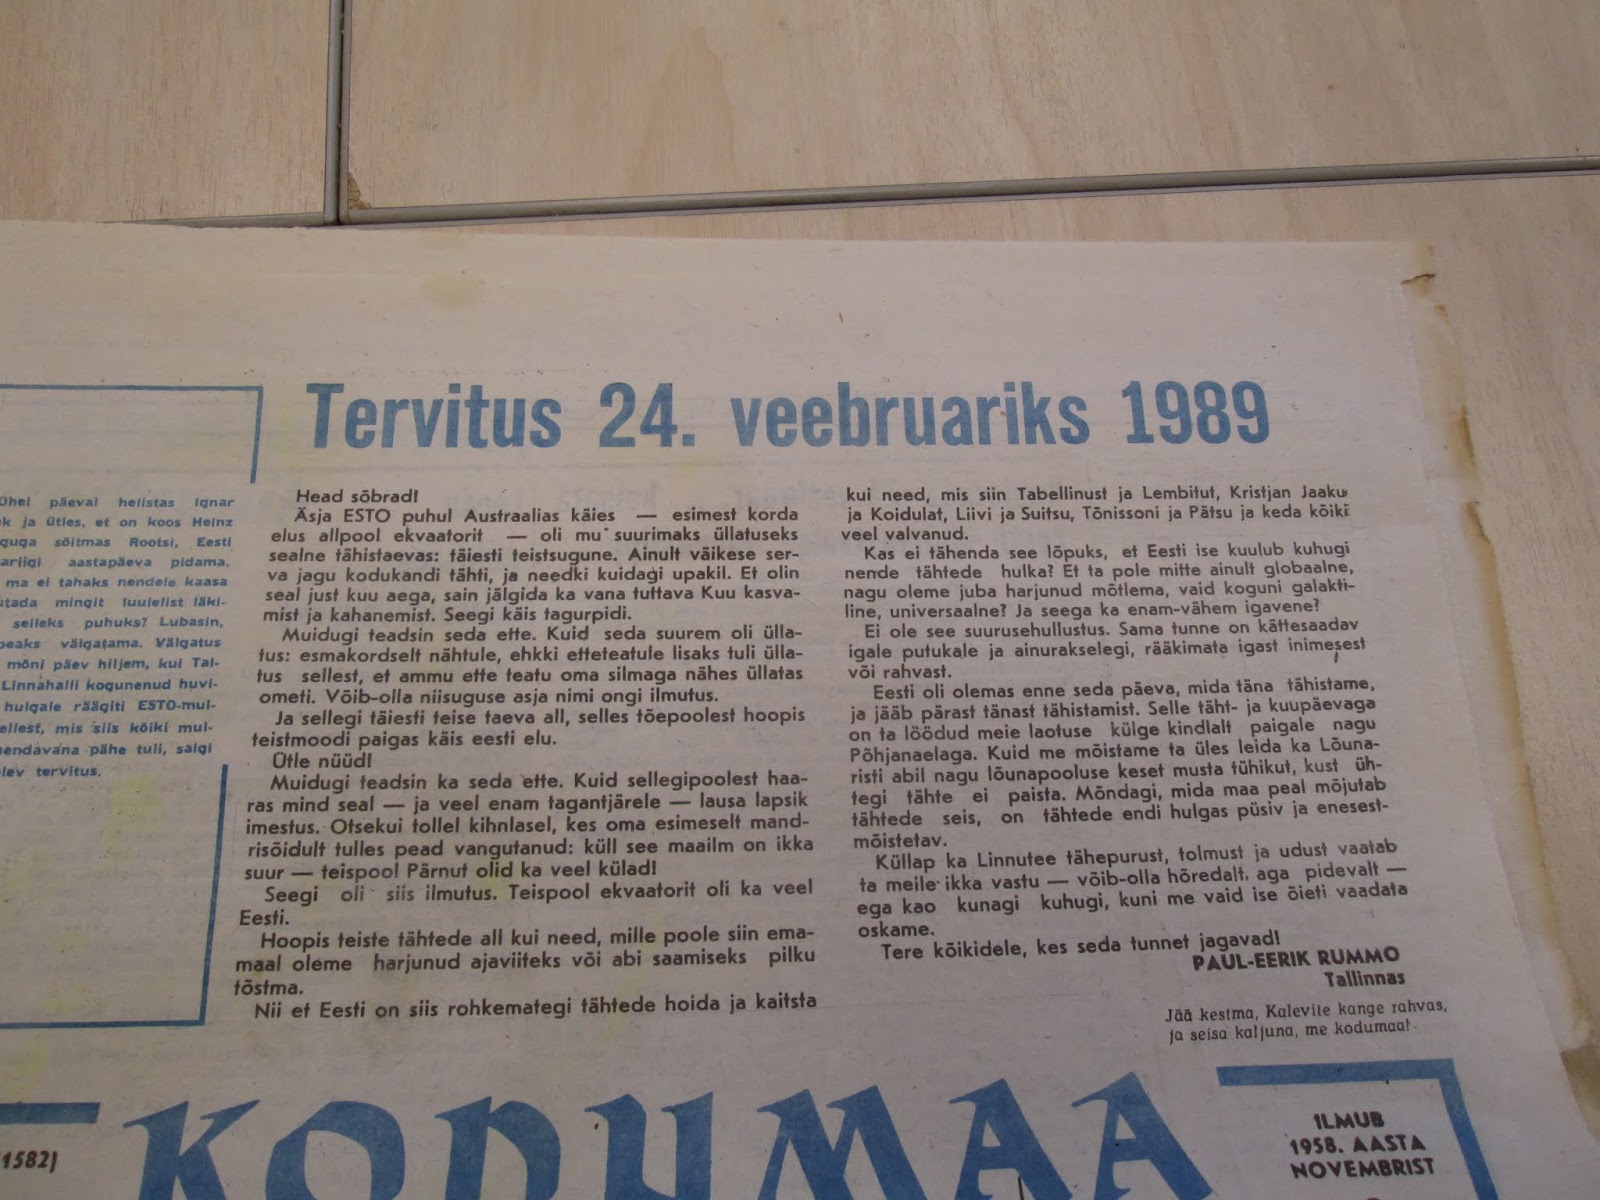 Tervitus 24. veebruariks 1989
Ühel päeval helistas Ignar
k ja ütles, et on koos Heinz
guga sõitmas Rootsi, Eesti
arligi aastapäeva pidama.
ma ei tahaks nendele kaasa
utada mingit luulelist läki-
selleks puhuks? Lubasin,
peaks välgatama. Välgatus
mõni päev hiljem, kui Tal-
Linnahalli kogunenud huvi-
hulgale räägiti ESTO-mul-
ellest, mis siis kõiki mul-
nendavana pähe tuli, saigi
olev tervitus.
Head sõbrad!
Äsja ESTO puhul Austraalias käies — esimest korda
elus allpool ekvaatorit — oli mu suurimaks üllatuseks
sealne tähistaevas: täiesti teistsugune. Ainult väikese ser-
va jagu kodukandi tähti, ja needki kuidagi upakil. Et olin
seal just kuu aega, sain jälgida ka vana tuttava Kuu kasva-
mist ja kahanemist. Seegi käis tagurpidi.
Muidugi teadsin seda ette. Kuid seda suurem oli ülla-
tus: esmakordselt nähtule, ehkki etteteatule lisaks tuli ülla-
tus sellest, et ammu ette teatu oma silmaga nähes üllatas
ometi. Võib-olla niisuguse asja nimi ongi ilmutus.
Ja sellegi täiesti teise taeva all, selles tõepoolest hoopis
teistmoodi paigas käis eesti elu.
Ütle nüüd!
Muidugi teadsin ka seda ette. Kuid sellegipoolest haa-
ras mind seal — ja veel enam tagantjärele — lausa lapsik
imestus. Otsekui tollel kihnlasel, kes oma esimeselt mand-
risõidult tulles pead vangutanud: küll see maailm on ikka
suur — teispool Pärnut olid ka veel külad!
Seegi oli siis ilmutus. Teispool ekvaatorit oli ka veel
Eesti.
Hoopis teiste tähtede all kui need, mille poole siin ema-
maal oleme harjunud ajaviiteks või abi saamiseks pilku
tõstma.
Nii et Eesti on siis rohkemategi tähtede hoida ja kaitsta
kui need, mis siin Tabellinust ja Lembitut, Kristjan Jaaku
ja Koidulat, Liivi ja Suitsu, Tõnissoni ja Pätsu ja keda kõiki
veel valvanud.
Kas ei tähenda see lõpuks, et Eesti ise kuulub kuhugi
nende tähtede hulka? Et ta pole mitte ainult globaalne,
nagu oleme juba harjunud mõtlema, vaid koguni galakti-
line, universaalne? Ja seega ka enam-vähem igavene?
Ei ole see suurusehullustus. Sama tunne on kättesaadav
igale putukale ja ainurakselegi, rääkimata igast inimesest
või rahvast.
Eesti oli olemas enne seda päeva, mida täna tähistame,
ja jääb pärast tänast tähistamist. Selle täht- ja kuupäevaga
on ta löödud meie laotuse külge kindlalt paigale nagu
Põhjanaelaga. Kuid me mõistame ta üles leida ka Lõuna-
risti abil nagu lõunapooluse keset musta tühikut, kust üh-
tegi tähte ei paista. Mõndagi, mida maa peal mõjutab
tähtede seis, on tähtede endi hulgas püsiv ja enesest-
mõistetav.
Küllap ka Linnutee tähepurust, tolmust ja udust vaatab
ta meile ikka vastu — võib-olla hõredalt, aga pidevalt —
ega kao kunagi kuhugi, kuni me vaid ise õieti vaadata
oskame.
Tere kõikidele, kes seda tunnet jagavad!
PAUL-EERIK RUMMO
Tallinnas
Jää kestma, Kalevite kange rahvas,
ja seisa kaljuna, me kodumaa!
1582)
KODUMAA
ILMUB
1958. AASTA
NOVEMBRIST